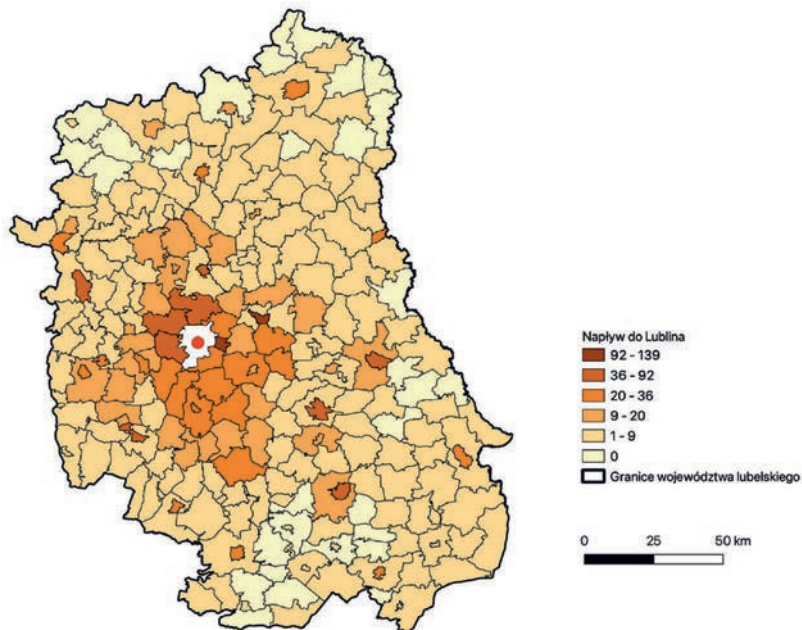 Napływ do Lublina
92 - 139
36 - 92
20 - 36
9 - 20
1 - 9
0
Granice województwa lubelskiego
0 25 50 km